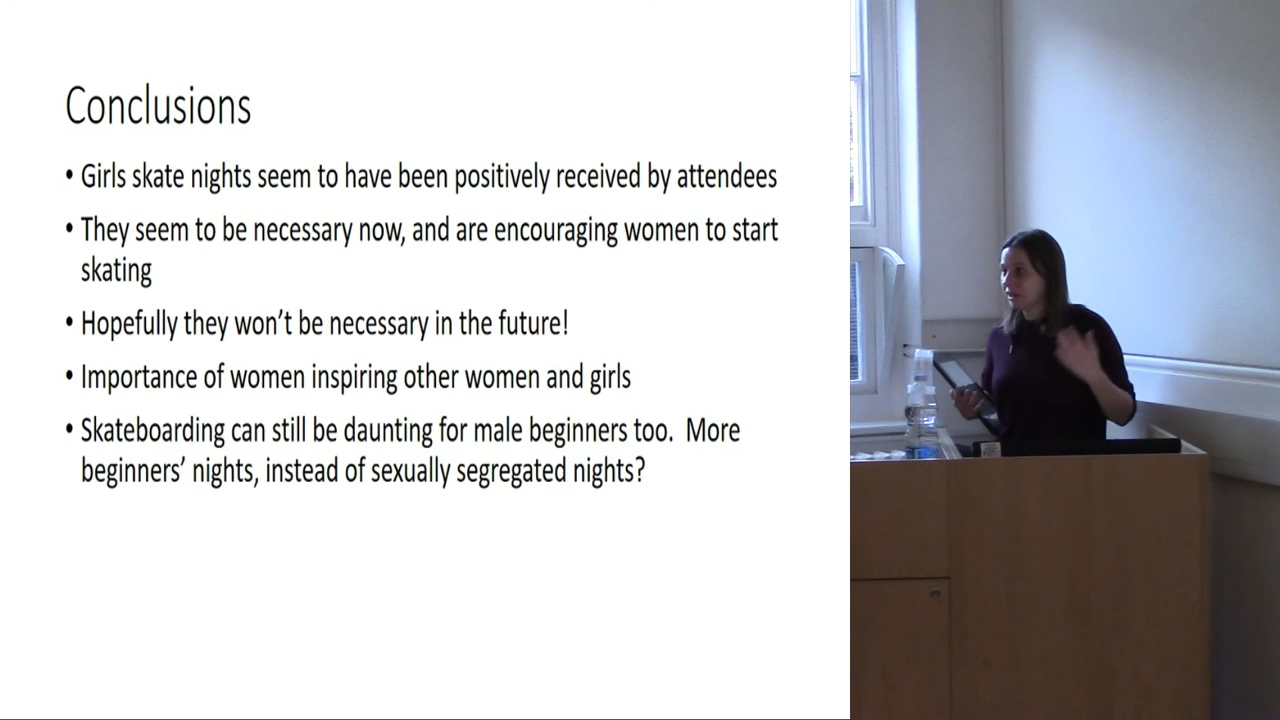 Conclusions
• Girls skate nights seem to have been positively received by attendees
• They seem to be necessary now, and are encouraging women to start
skating
• Hopefully they won’t be necessary in the future!
• Importance of women inspiring other women and girls
• Skateboarding can still be daunting for male beginners too.  More
beginners’ nights, instead of sexually segregated nights?